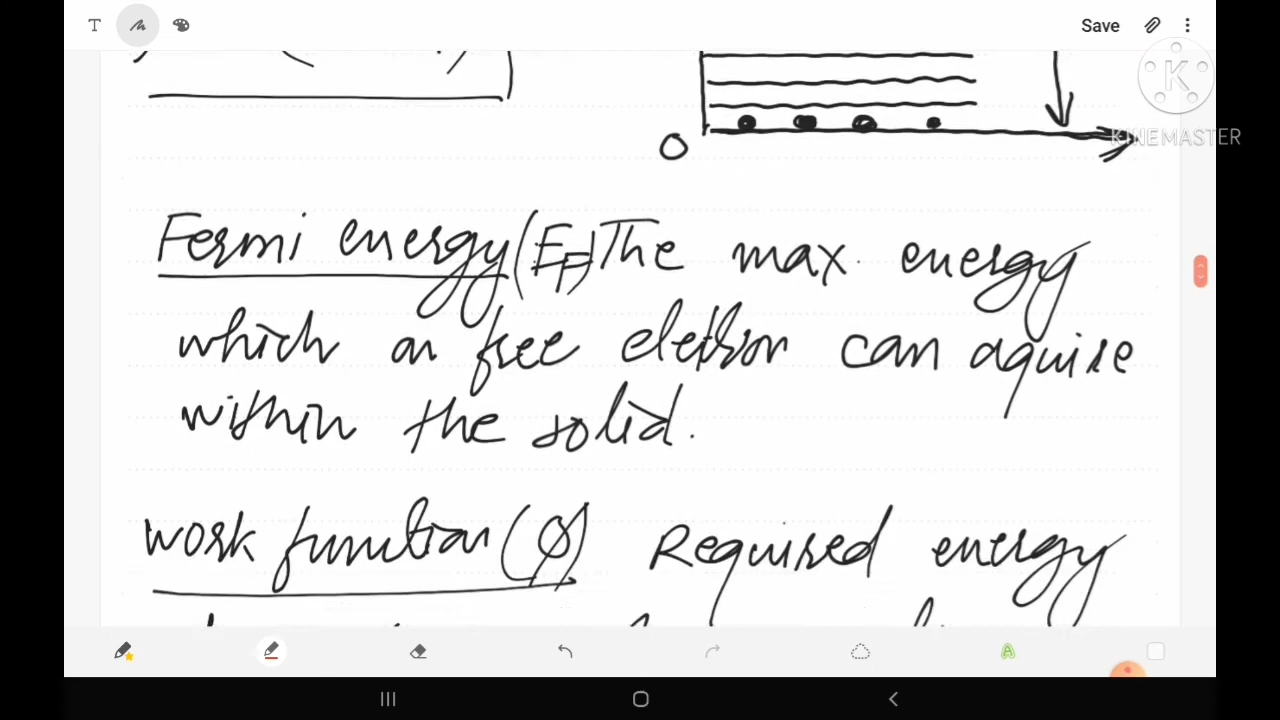 T
Save
K
KINEMASTER
O
Fermi energy (EF) The max. energy
which an free electron can aquire
within the solid.
Work function (Ø) Required energy
A